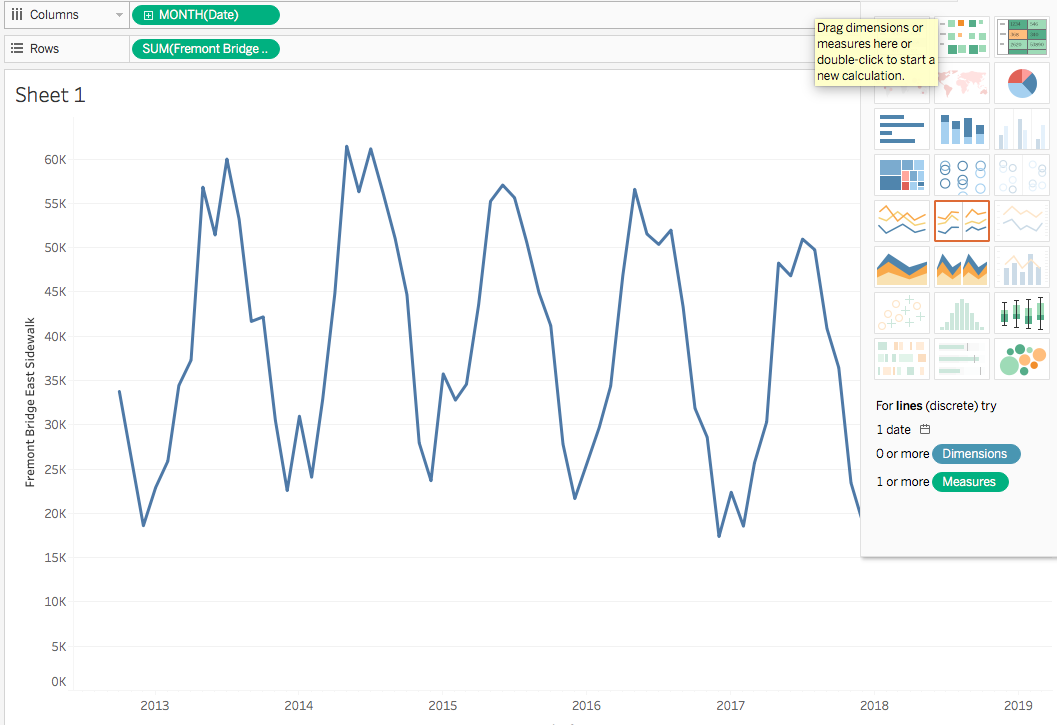 Columns
MONTH(Date)
Rows
SUM(Fremont Bridge ..
Drag dimensions or
measures here or
double-click to start a
new calculation.
Sheet 1
60K
55K
50K
45K
40K
35K
30K
25K
20K
15K
10K
5K
0K
Fremont Bridge East Sidewalk
2013
2014
2015
2016
2017
2018
2019
For lines (discrete) try
1 date
0 or more Dimensions
1 or more Measures